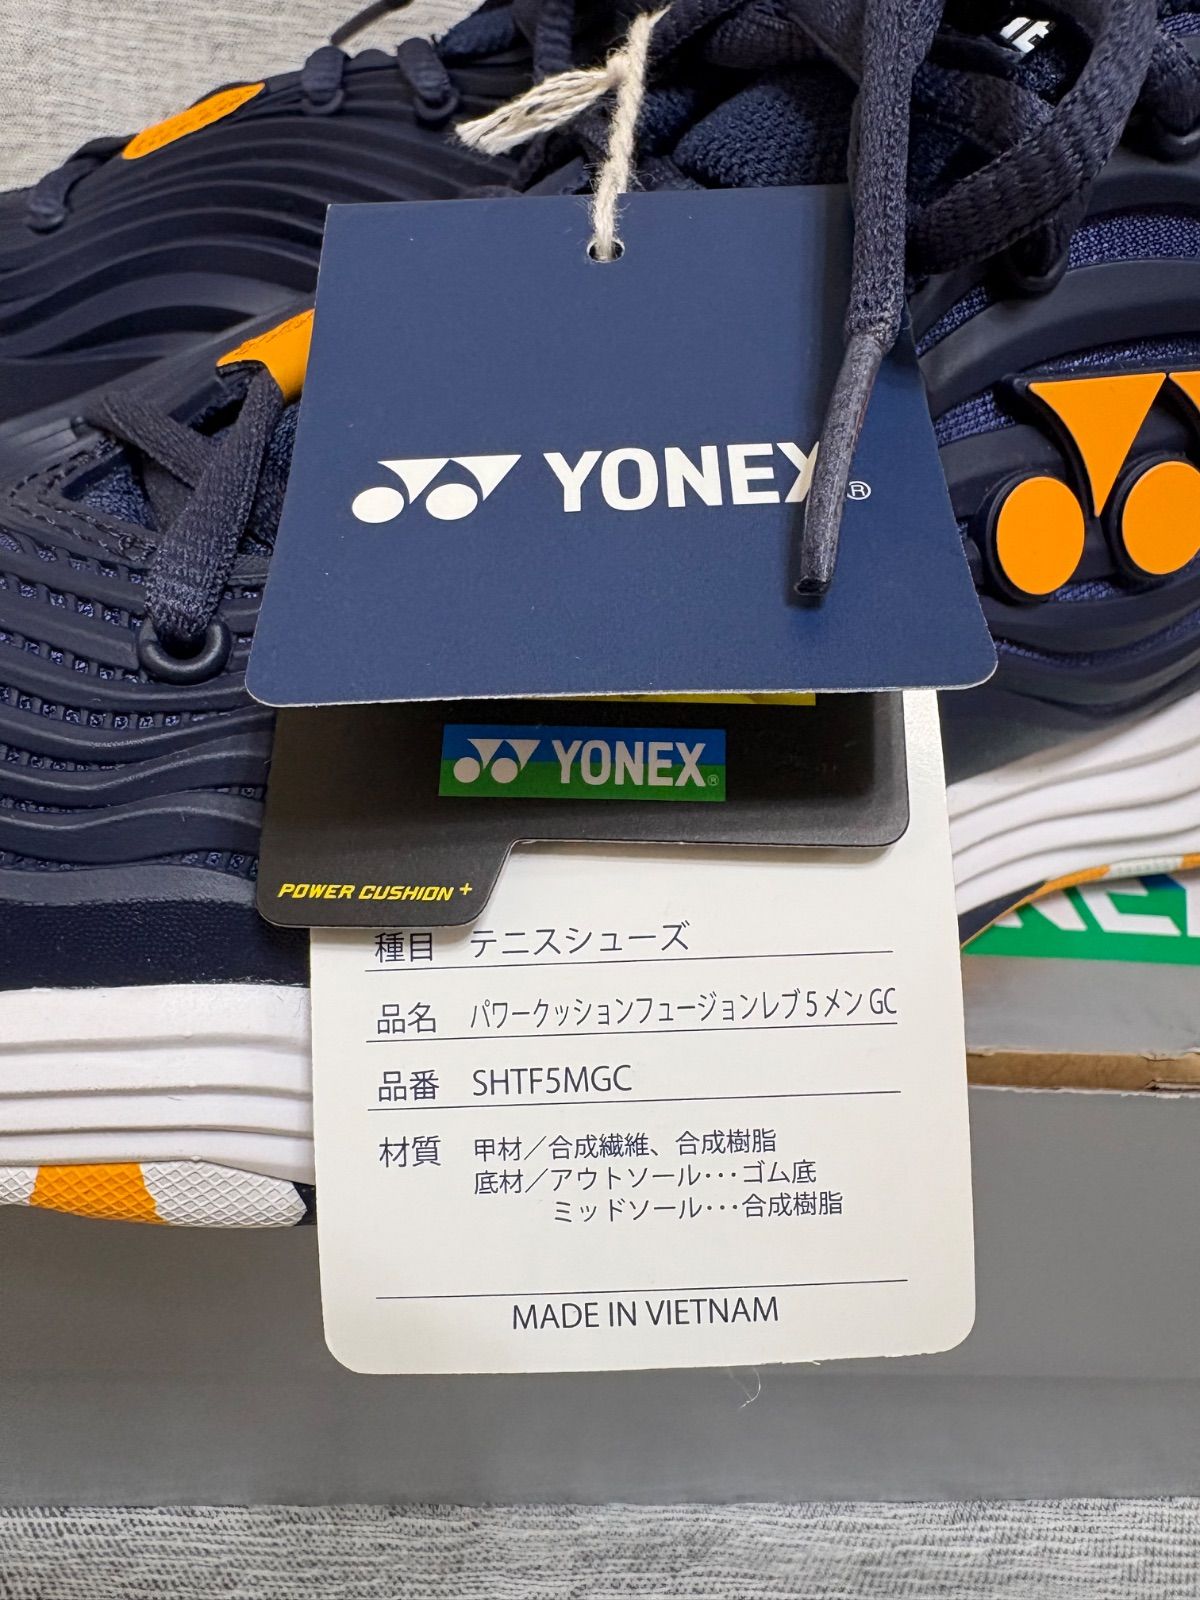 YONEX®
YONEX®
POWER CUSHION+
種目 テニスシューズ
品名 パワークッションフュージョンレブ5メンGC
品番 SHTF5MGC
材質 甲材/合成繊維、合成樹脂
底材/アウトソール･･･ゴム底
ミッドソール･･･合成樹脂
MADE IN VIETNAM